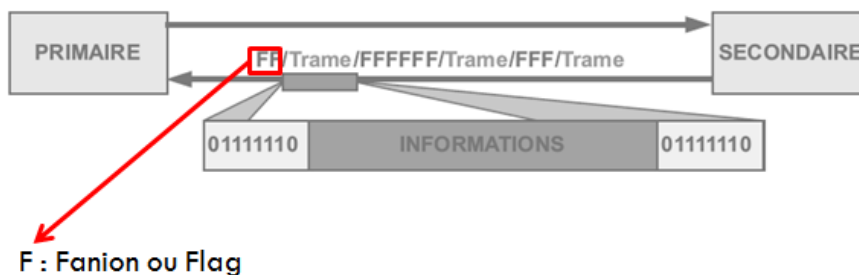 PRIMAIRE
FF/Trame/FFFFFF/Trame/FFF/Trame
SECONDAIRE
01111110 INFORMATIONS 01111110
F : Fanion ou Flag